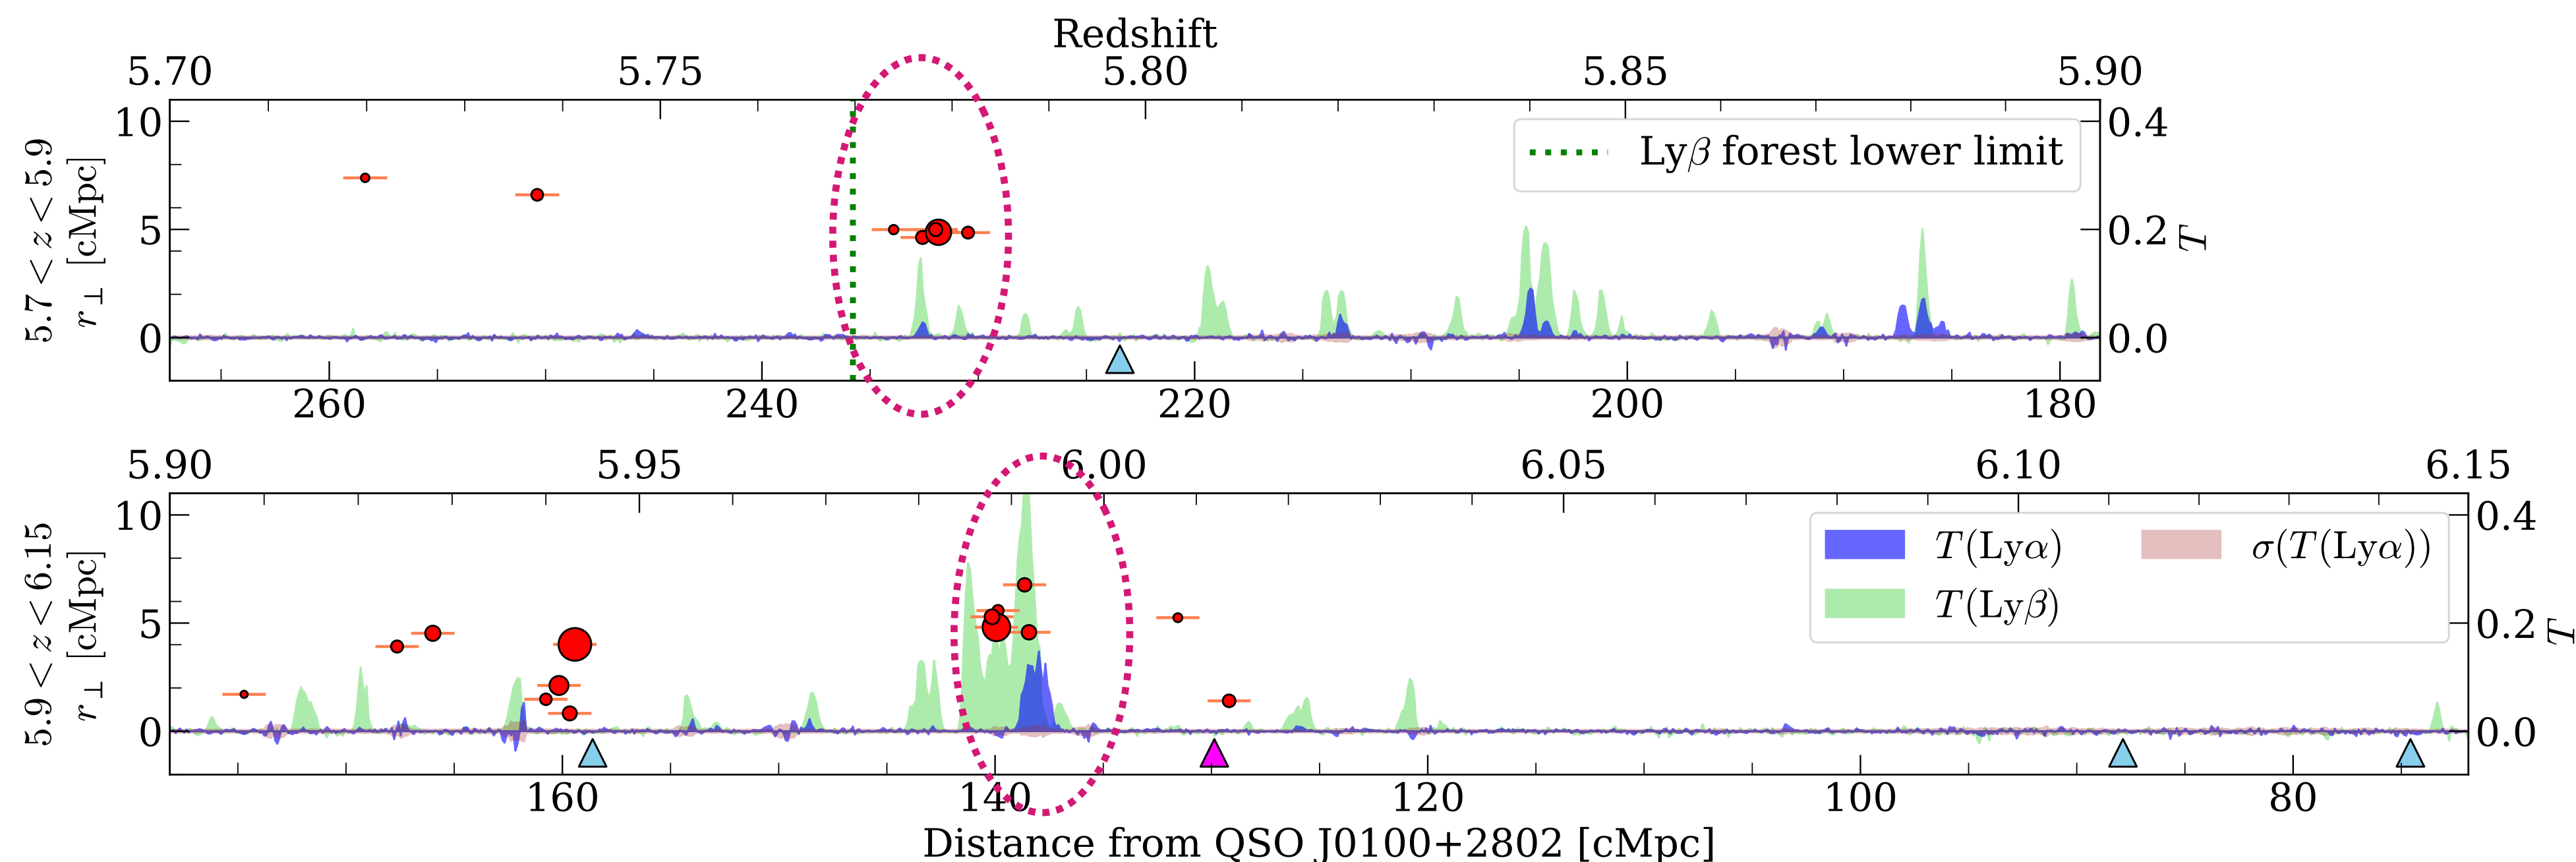 Redshift
5.70 5.75 5.80 5.85 5.90
5.7 < z < 5.9
r⊥ [cMpc]
10
5
0
Lyβ forest lower limit
0.4
0.2
0.0
T
260 240 220 200 180
5.90 5.95 6.00 6.05 6.10 6.15
5.9 < z < 6.15
r⊥ [cMpc]
10
5
0
T(Lyα) σ(T(Lyα))
T(Lyβ)
0.4
0.2
0.0
T
160 140 120 100 80
Distance from QSO J0100+2802 [cMpc]